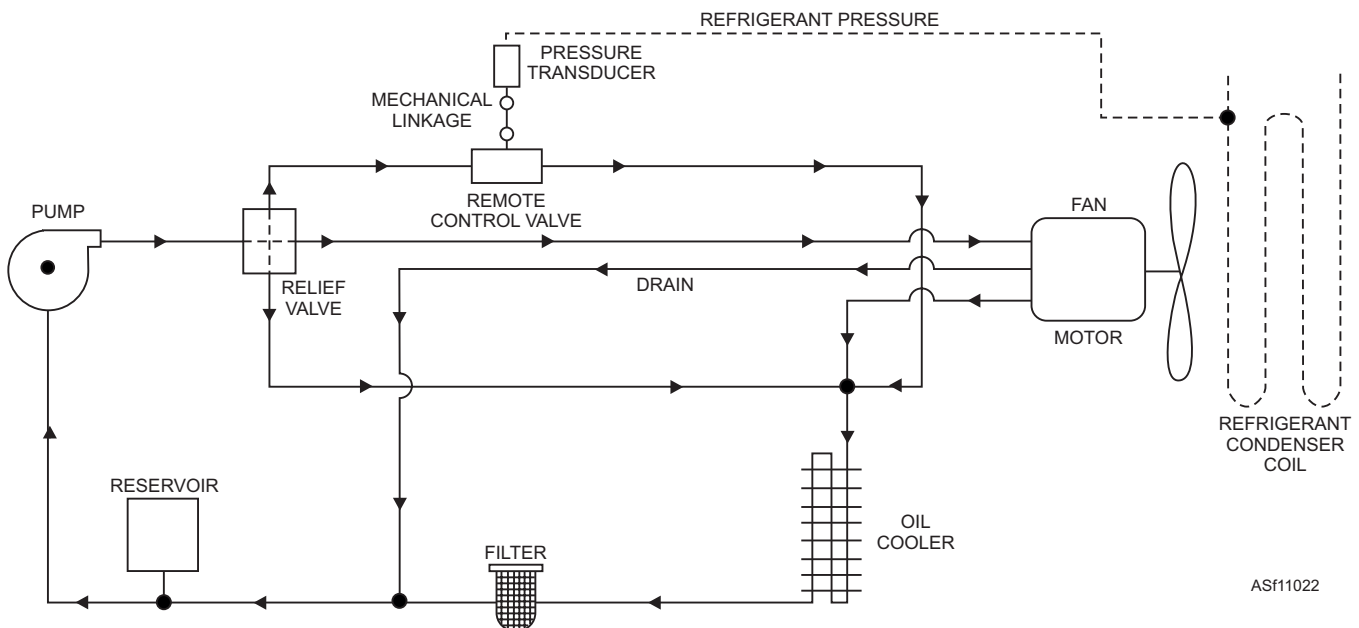 REFRIGERANT PRESSURE
PRESSURE
TRANSDUCER
MECHANICAL
LINKAGE
REMOTE
CONTROL VALVE
PUMP
FAN
RELIEF
VALVE
DRAIN
MOTOR
REFRIGERANT
CONDENSER
COIL
RESERVOIR
FILTER
OIL
COOLER
ASf11022